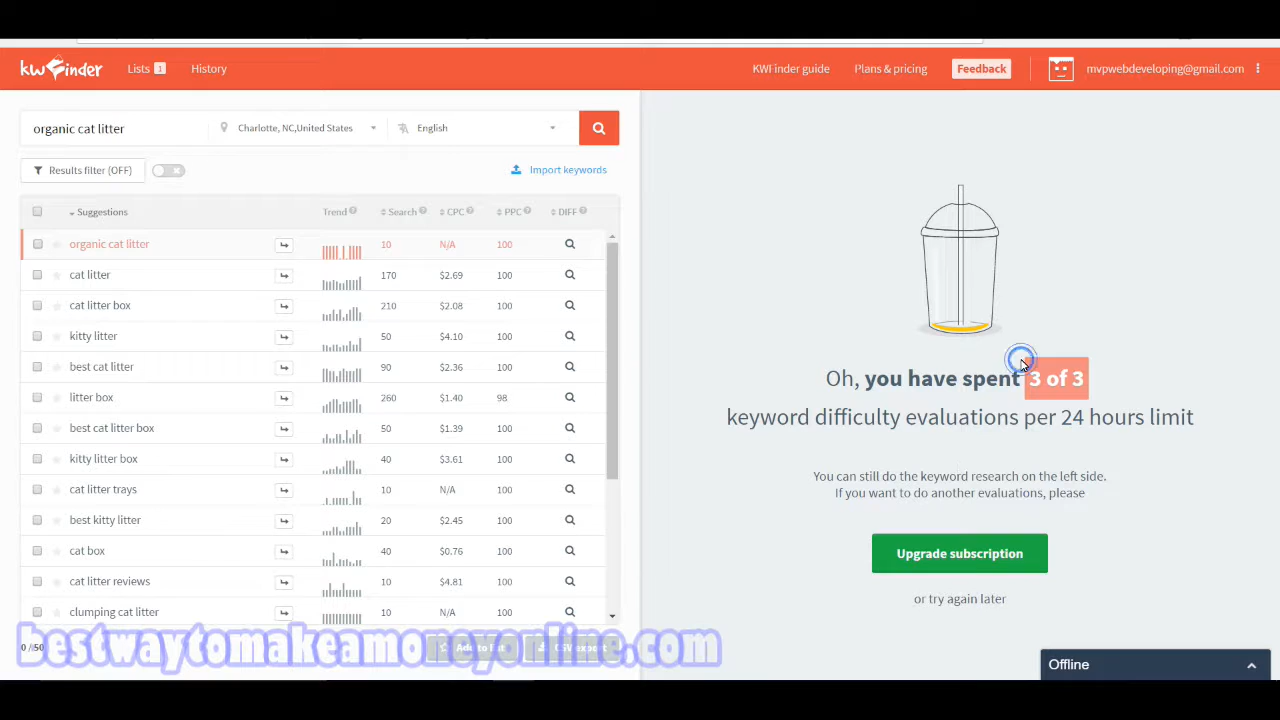 kwfinder Lists 1 History KWFinder guide Plans & pricing Feedback mvpwebdeveloping@gmail.com
organic cat litter Charlotte, NC,United States English
Results filter (OFF) Import keywords
Suggestions Trend Search CPC PPC DIFF
organic cat litter 10 N/A 100
cat litter 170 $2.69 100
cat litter box 210 $2.08 100
kitty litter 50 $4.10 100
best cat litter 90 $2.36 100
litter box 260 $1.40 98
best cat litter box 50 $1.39 100
kitty litter box 40 $3.61 100
cat litter trays 10 N/A 100
best kitty litter 20 $2.45 100
cat box 40 $0.76 100
cat litter reviews 10 $4.81 100
clumping cat litter 10 N/A 100
0 / 50 Add to list CSV export
bestwaytomakeamoneyonline.com
Oh, you have spent 3 of 3
keyword difficulty evaluations per 24 hours limit
You can still do the keyword research on the left side.
If you want to do another evaluations, please
Upgrade subscription
or try again later
Offline